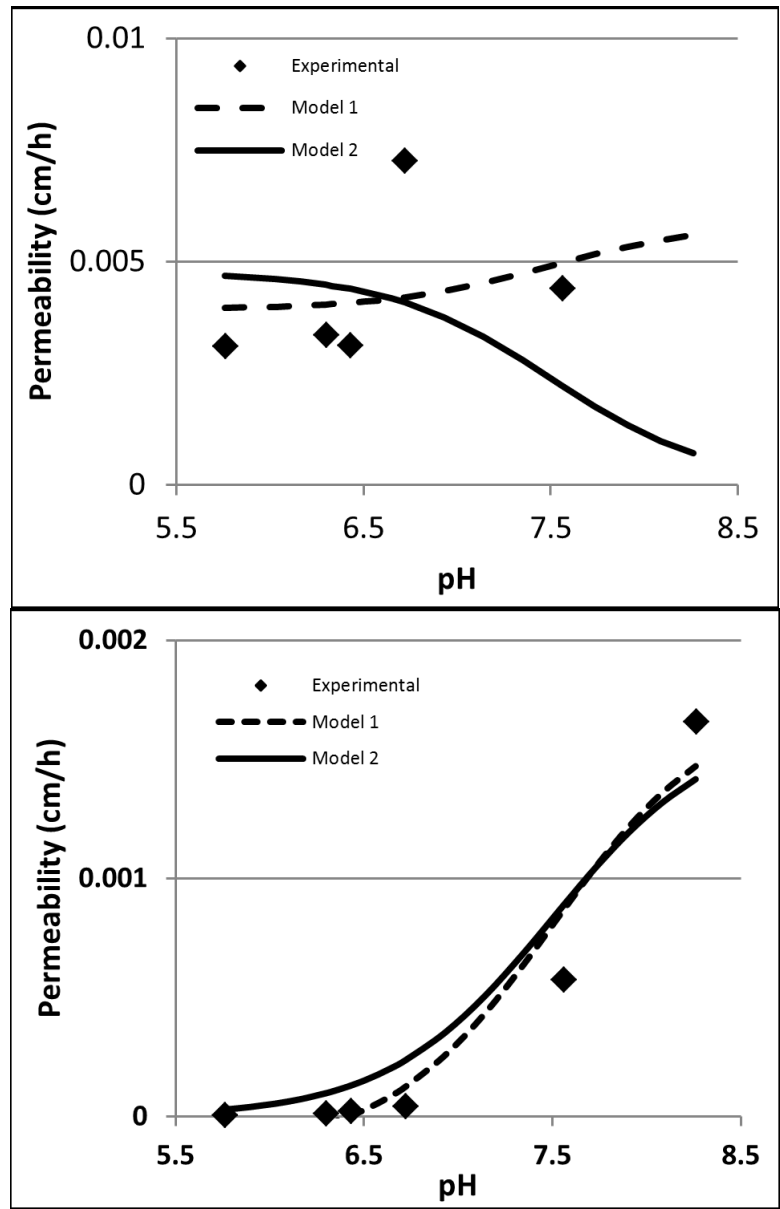 0.01
Experimental
Model 1
Model 2
Permeability (cm/h)
0.005
0
5.5 6.5 7.5 8.5
pH
0.002
Experimental
Model 1
Model 2
Permeability (cm/h)
0.001
0
5.5 6.5 7.5 8.5
pH